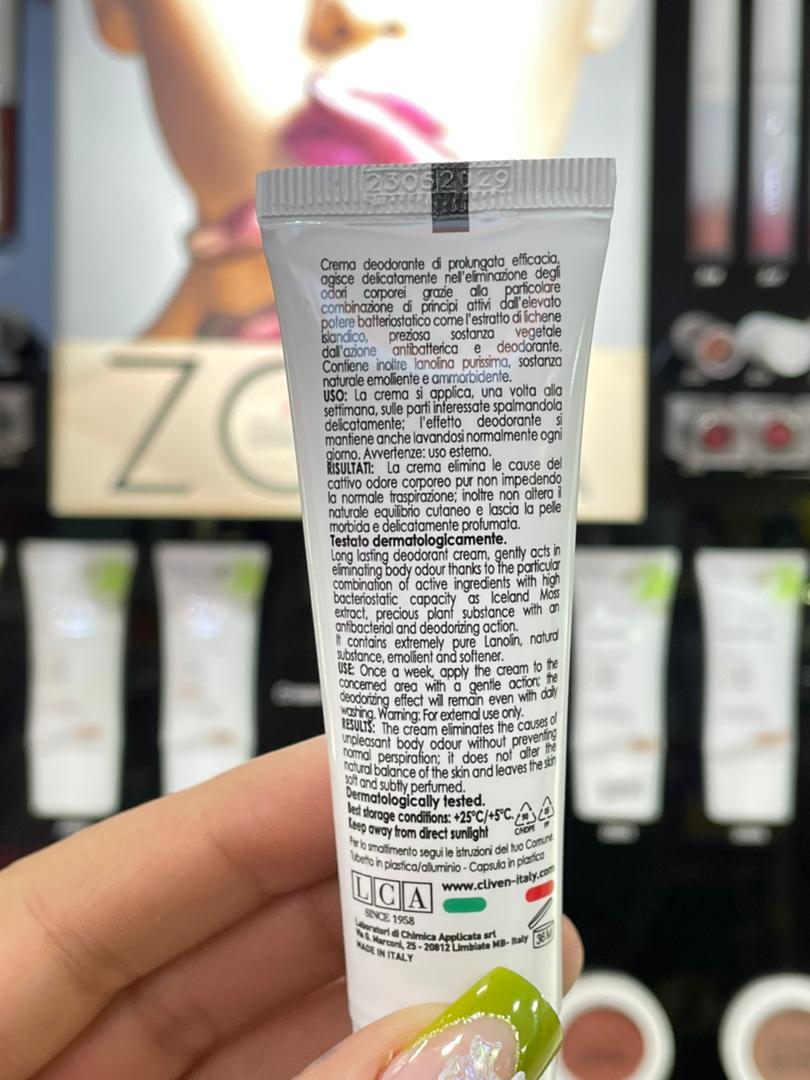 Crema deodorante di prolungata efficacia,
agisce delicatamente nell'eliminazione degli
odori corporei grazie alla particolare
combinazione di principi attivi dall'elevato
potere batteriostatico come l'estratto di lichene
islandico, preziosa sostanza vegetale
dall'azione antibatterica e deodorante.
Contiene inoltre lanolina purissima, sostanza
naturale emolliente e ammorbidente.
USO: La crema si applica, una volta alla
settimana, sulle parti interessate spalmandola
delicatamente; l'effetto deodorante si
mantiene anche lavandosi normalmente ogni
giorno. Avvertenze: uso esterno.
RISULTATI: La crema elimina le cause del
cattivo odore corporeo pur non impedendo
la normale traspirazione; inoltre non altera il
naturale equilibrio cutaneo e lascia la pelle
morbida e delicatamente profumata.
Testato dermatologicamente.
Long lasting deodorant cream, gently acts in
eliminating body odour thanks to the particular
combination of active ingredients with high
bacteriostatic capacity as Iceland Moss
extract, precious plant substance with an
antibacterial and deodorizing action.
It contains extremely pure Lanolin, natural
substance, emollient and softener.
USE: Once a week, apply the cream to the
concerned area with a gentle action; the
deodorizing effect will remain even with daily
washing. Warning: For external use only.
RESULTS: The cream eliminates the causes of
unpleasant body odour without preventing
normal perspiration; it does not alter the
natural balance of the skin and leaves the skin
soft and subtly perfumed.
Dermatologically tested.
Best storage conditions: +25°C/+5°C.
Keep away from direct sunlight
90 C/HDPE 05 PP
Per lo smaltimento segui le istruzioni del tuo Comune.
Tubetto in plastica/alluminio - Capsula in plastica
LCA
SINCE 1958
www.cliven-italy.com
Laboratori di Chimica Applicata srl
Via G. Marconi, 25 - 20812 Limbiate MB- Italy
MADE IN ITALY
36 M